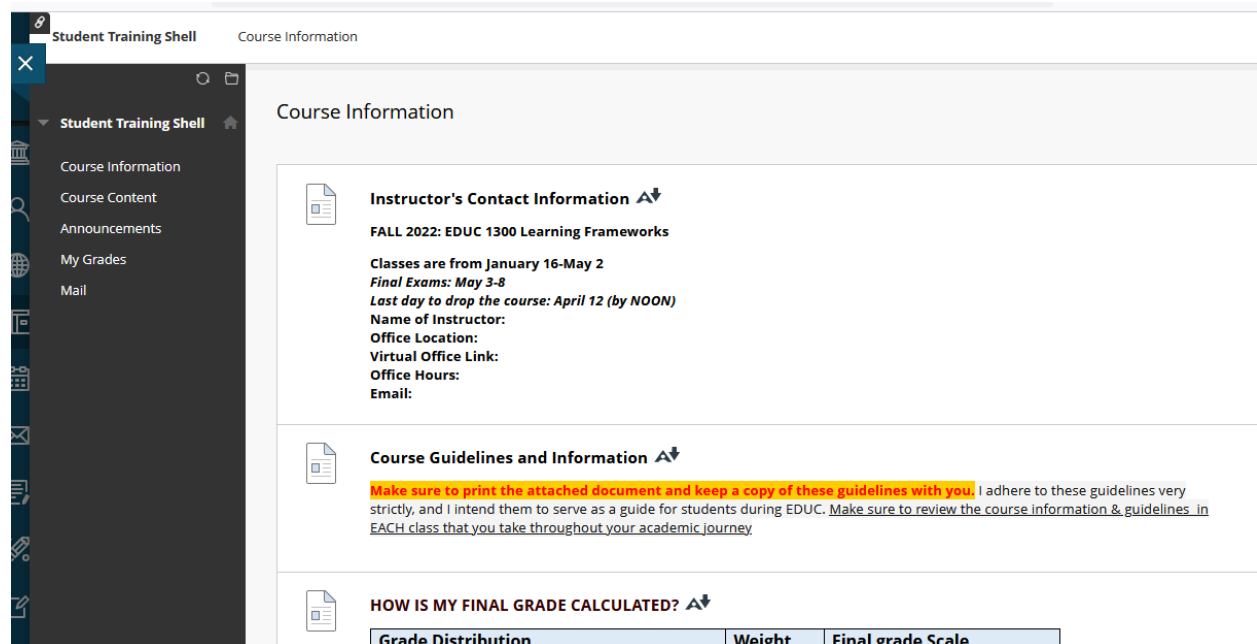 Student Training Shell Course Information
Student Training Shell
Course Information
Course Content
Announcements
My Grades
Mail
Course Information
Instructor's Contact Information
FALL 2022: EDUC 1300 Learning Frameworks
Classes are from January 16-May 2
Final Exams: May 3-8
Last day to drop the course: April 12 (by NOON)
Name of Instructor:
Office Location:
Virtual Office Link:
Office Hours:
Email:
Course Guidelines and Information
Make sure to print the attached document and keep a copy of these guidelines with you. I adhere to these guidelines very
strictly, and I intend them to serve as a guide for students during EDUC. Make sure to review the course information & guidelines in
EACH class that you take throughout your academic journey
HOW IS MY FINAL GRADE CALCULATED?
Grade Distribution Weight Final grade Scale